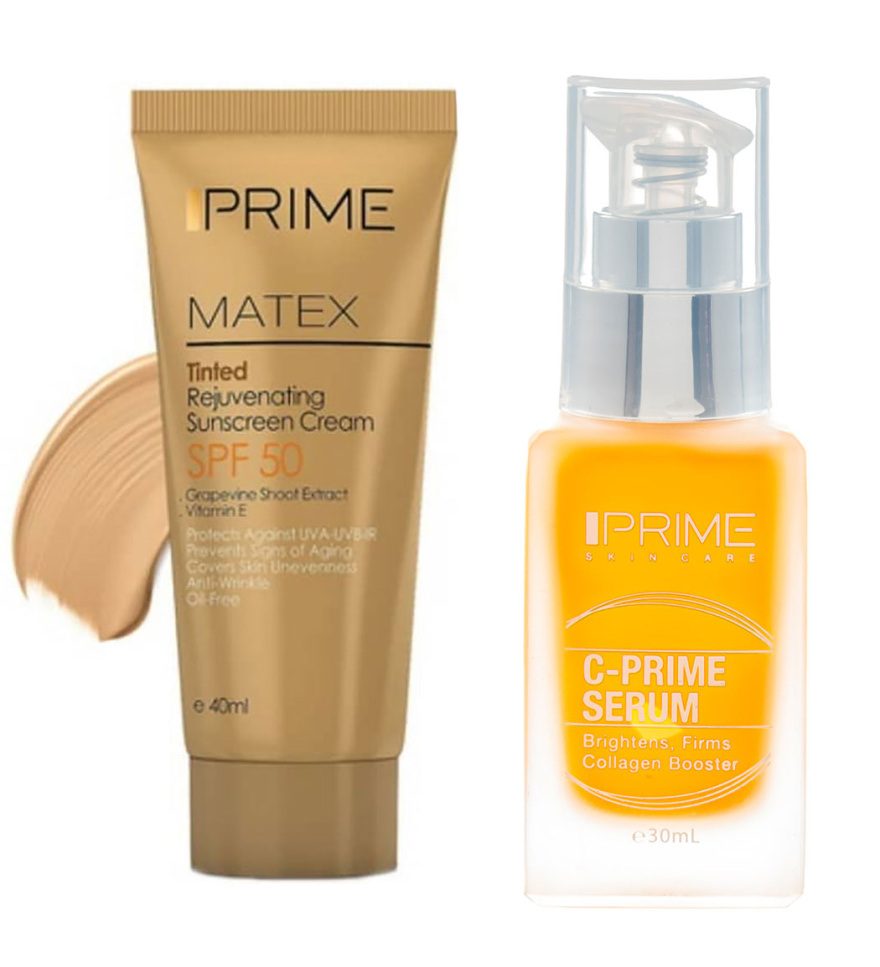 PRIME
MATEX
Tinted
Rejuvenating
Sunscreen Cream
SPF 50
. Grapevine Shoot Extract
. Vitamin E
Protects Against UVA-UVB-IR
Prevents Signs of Aging
Covers Skin Unevenness
Anti-Wrinkle
Oil-Free
e 40ml
PRIME
SKIN CARE
C-PRIME
SERUM
Brightens, Firms
Collagen Booster
e30mL